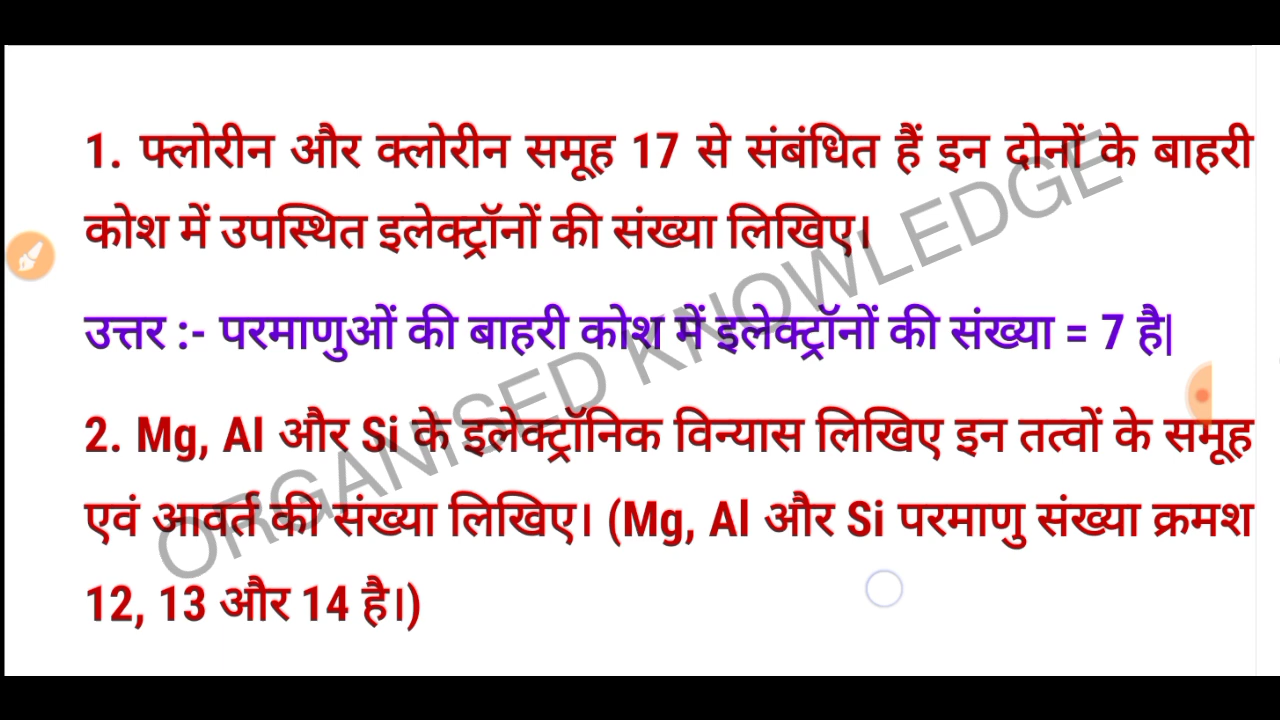 1. फ्लोरीन और क्लोरीन समूह 17 से संबंधित हैं इन दोनों के बाहरी
कोश में उपस्थित इलेक्ट्रॉनों की संख्या लिखिए।
उत्तर :- परमाणुओं की बाहरी कोश में इलेक्ट्रॉनों की संख्या = 7 है|
2. Mg, Al और Si के इलेक्ट्रॉनिक विन्यास लिखिए इन तत्वों के समूह
एवं आवर्त की संख्या लिखिए। (Mg, Al और Si परमाणु संख्या क्रमश
12, 13 और 14 है।)
ORGANISED KNOWLEDGE